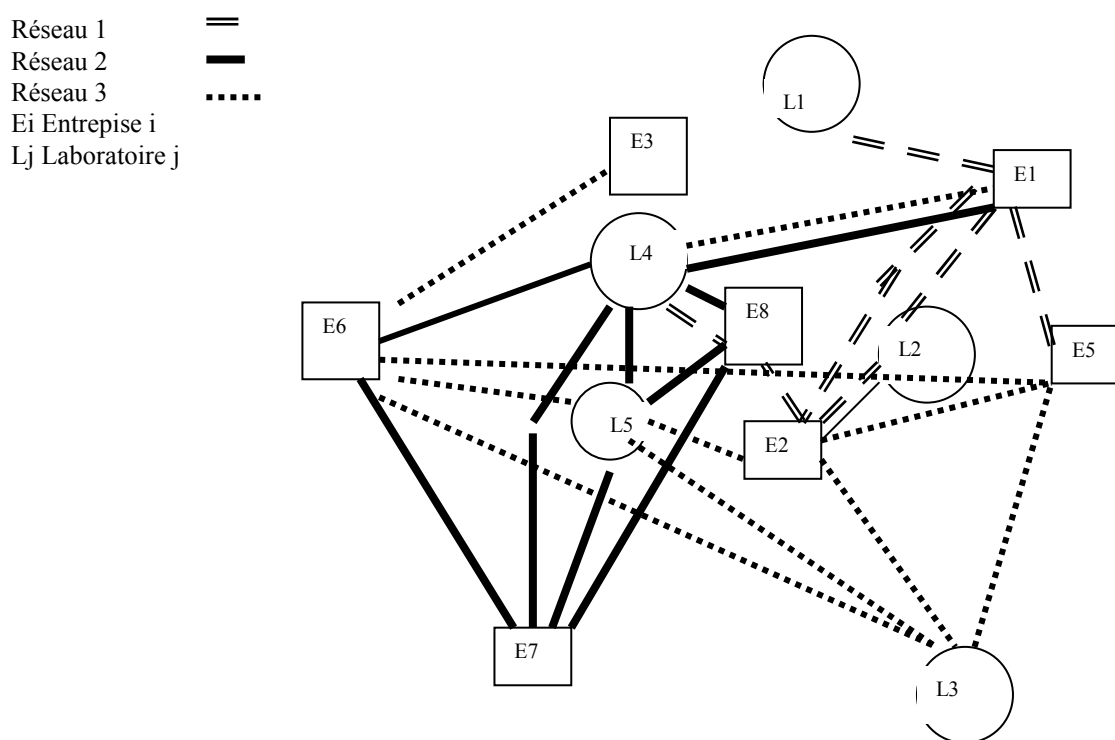 Réseau 1
Réseau 2
Réseau 3
Ei Entrepise i
Lj Laboratoire j
L1
E3
E1
L4
E8
E6
L2
E5
L5
E2
E7
L3